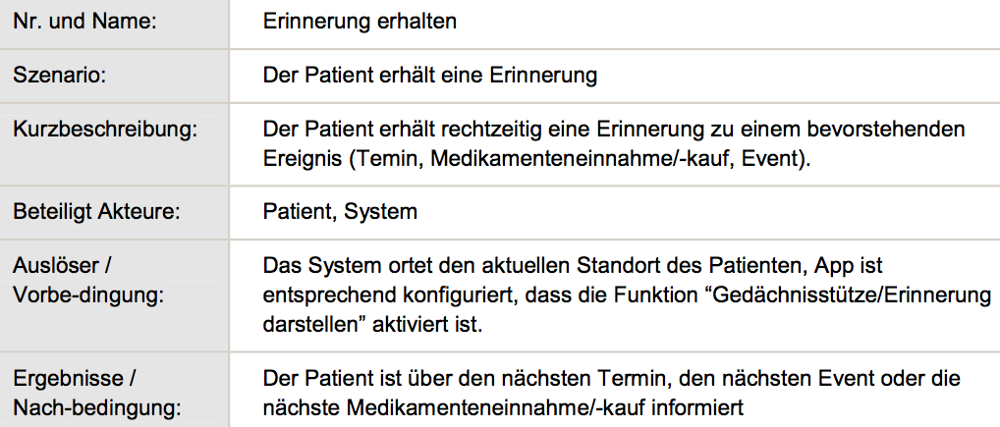 Nr. und Name: Erinnerung erhalten
Szenario: Der Patient erhält eine Erinnerung
Kurzbeschreibung: Der Patient erhält rechtzeitig eine Erinnerung zu einem bevorstehenden
Ereignis (Temin, Medikamenteneinnahme/-kauf, Event).
Beteiligt Akteure: Patient, System
Auslöser / Das System ortet den aktuellen Standort des Patienten, App ist
Vorbe-dingung: entsprechend konfiguriert, dass die Funktion “Gedächnisstütze/Erinnerung
darstellen” aktiviert ist.
Ergebnisse / Der Patient ist über den nächsten Termin, den nächsten Event oder die
Nach-bedingung: nächste Medikamenteneinnahme/-kauf informiert